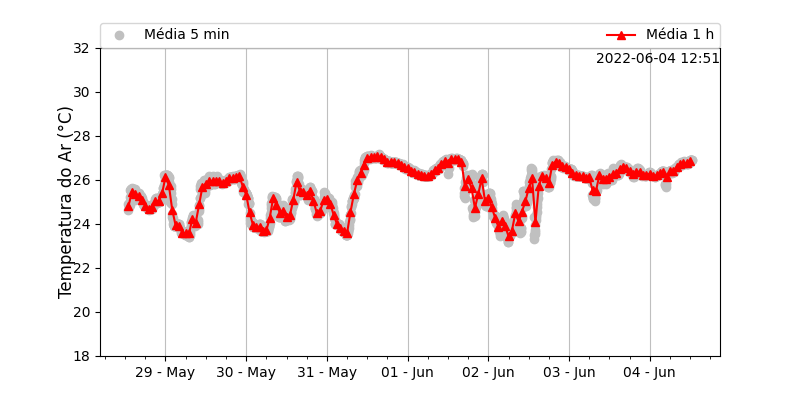 Média 5 min
Média 1 h
2022-06-04 12:51
Temperatura do Ar (°C)
32
30
28
26
24
22
20
18
29 - May
30 - May
31 - May
01 - Jun
02 - Jun
03 - Jun
04 - Jun